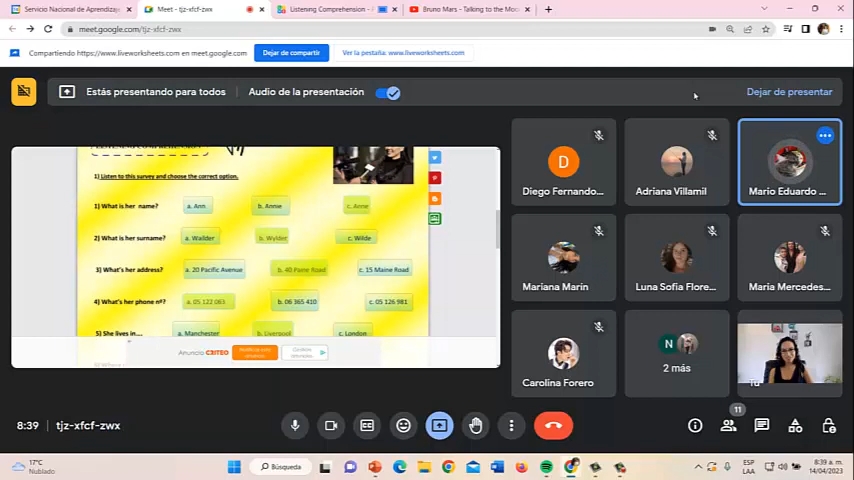 Servicio Nacional de Aprendizaj
Meet - tjz-xfcf-zwx
Listening Comprehension - A
Bruno Mars - Talking to the Moo
meet.google.com/tjz-xfcf-zwx
Compartiendo https://www.liveworksheets.com en meet.google.com
Dejar de compartir
Ver la pestaña: www.liveworksheets.com
Estás presentando para todos
Audio de la presentación
Dejar de presentar
1) Listen to this survey and choose the correct option.
1) What is her name?
a. Ann
b. Annie
c. Anne
2) What is her surname?
a. Wailder
b. Wylder
c. Wilde
3) What's her address?
a. 20 Pacific Avenue
b. 40 Paine Road
c. 15 Maine Road
4) What's her phone nº?
a. 05 122 063
b. 06 365 410
c. 05 126 981
5) She lives in…
a. Manchester
b. Liverpool
c. London
Anuncio CRITEO
D
Diego Fernando...
Adriana Villamil
Mario Eduardo ...
Mariana Marin
Luna Sofia Flore...
Maria Mercedes...
Carolina Forero
N
2 más
Tú
11
8:39
tjz-xfcf-zwx
17°C
Nublado
Búsqueda
ESP
LAA
8:39 a. m.
14/04/2023